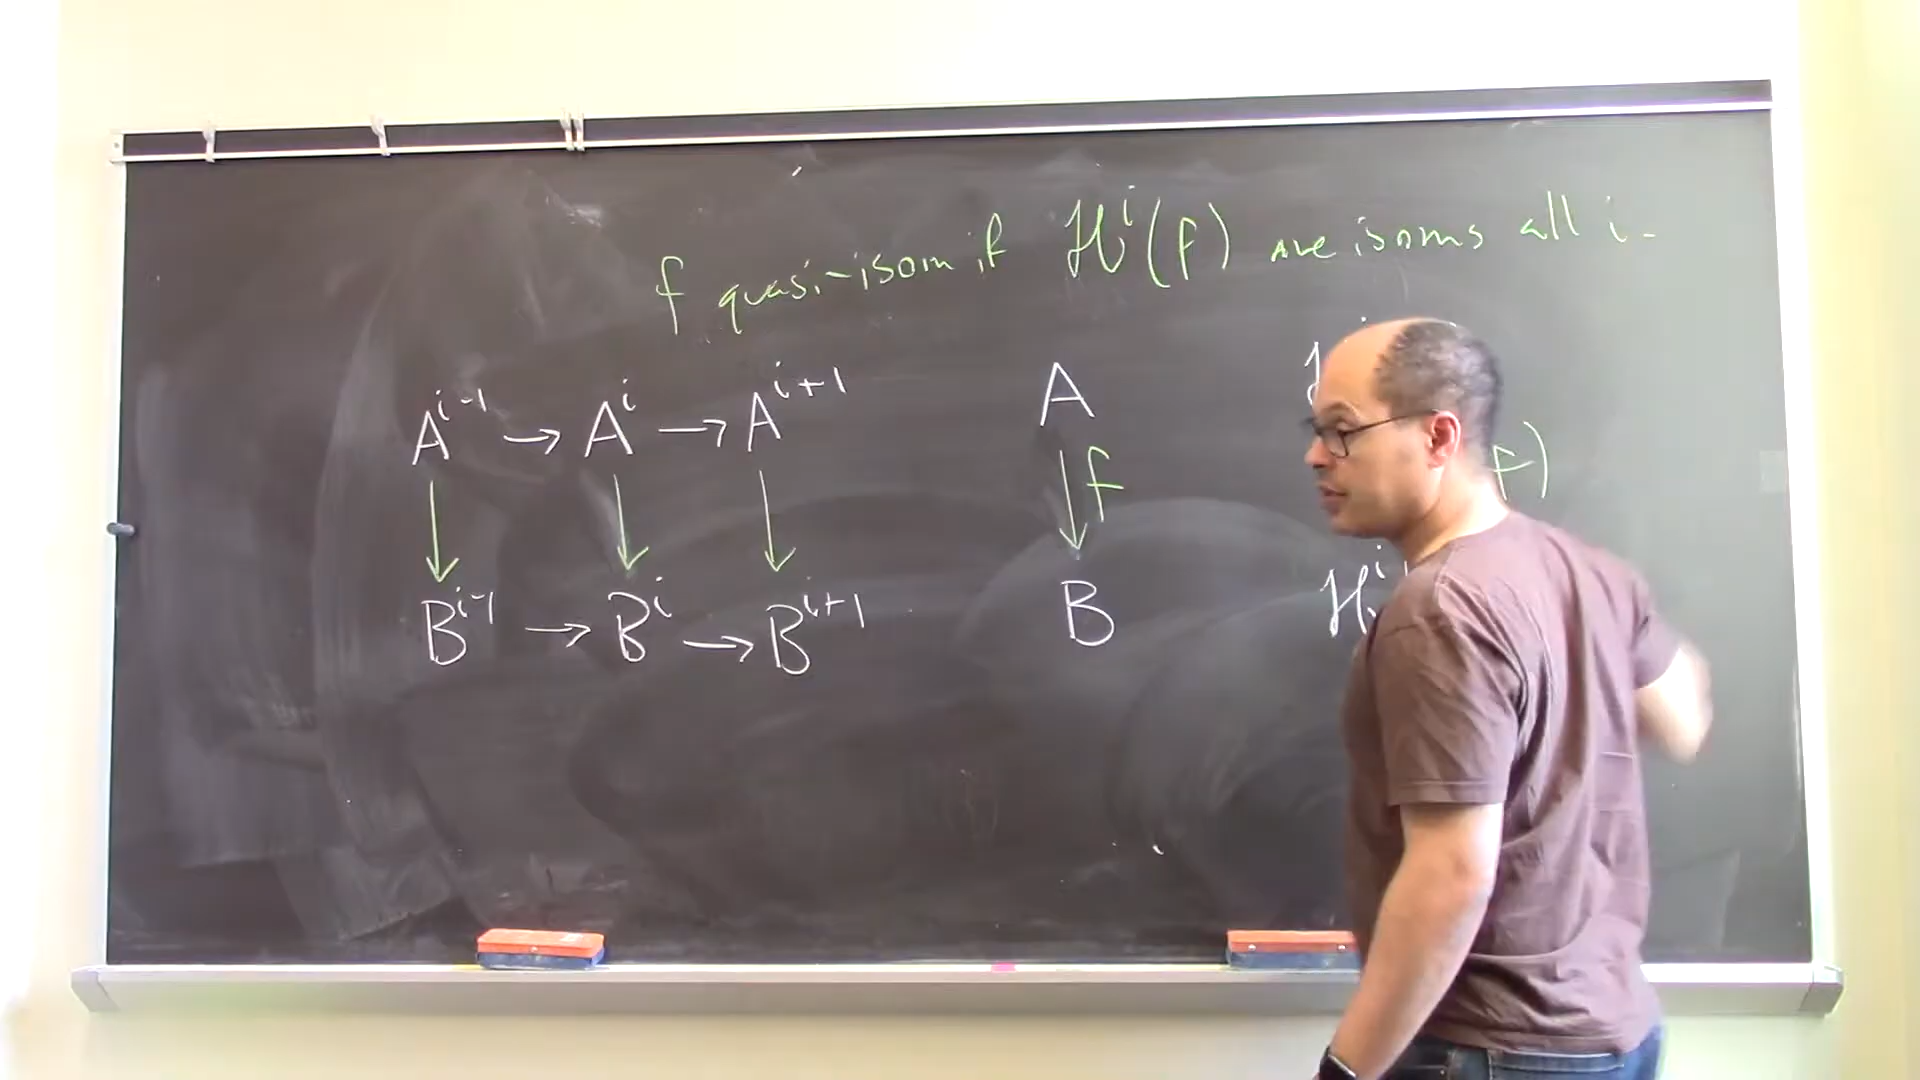 f quasi-isom if H^i(f) are isoms all i.
A^{i-1} → A^i → A^{i+1} A
f f)
B^{i-1} → B^i → B^{i+1} B H^i